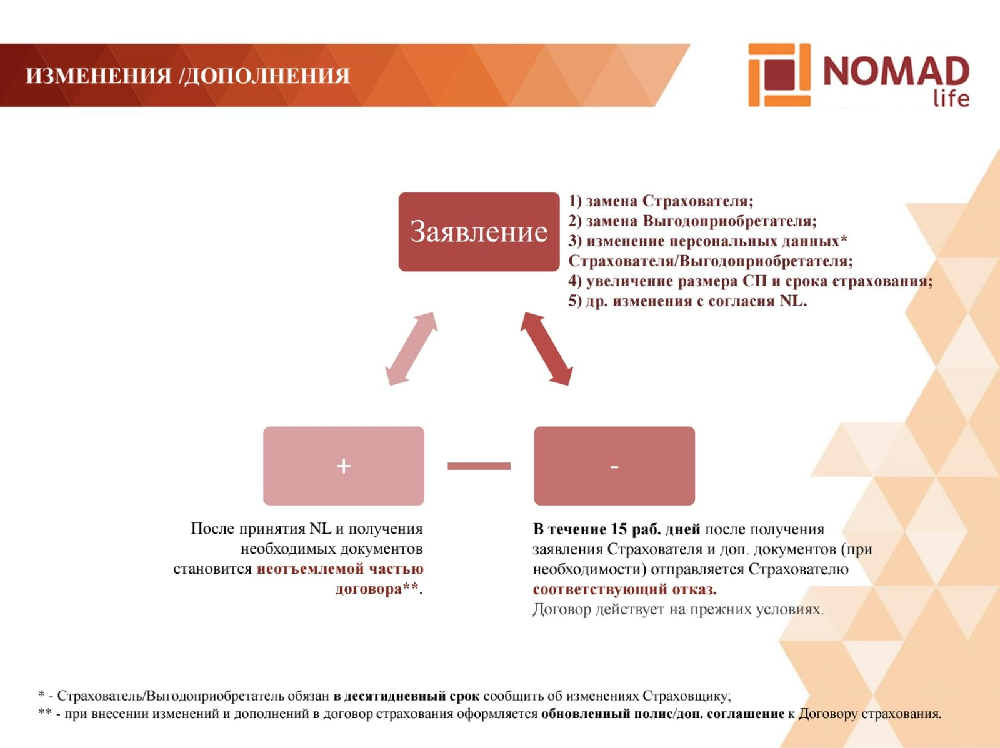 ИЗМЕНЕНИЯ /ДОПОЛНЕНИЯ
NOMAD
life
Заявление
1) замена Страхователя;
2) замена Выгодоприобретателя;
3) изменение персональных данных*
Страхователя/Выгодоприобретателя;
4) увеличение размера СП и срока страхования;
5) др. изменения с согласия NL.
+
-
После принятия NL и получения
необходимых документов
становится неотъемлемой частью
договора**.
В течение 15 раб. дней после получения
заявления Страхователя и доп. документов (при
необходимости) отправляется Страхователю
соответствующий отказ.
Договор действует на прежних условиях.
* - Страхователь/Выгодоприобретатель обязан в десятидневный срок сообщить об изменениях Страховщику;
** - при внесении изменений и дополнений в договор страхования оформляется обновленный полис/доп. соглашение к Договору страхования.